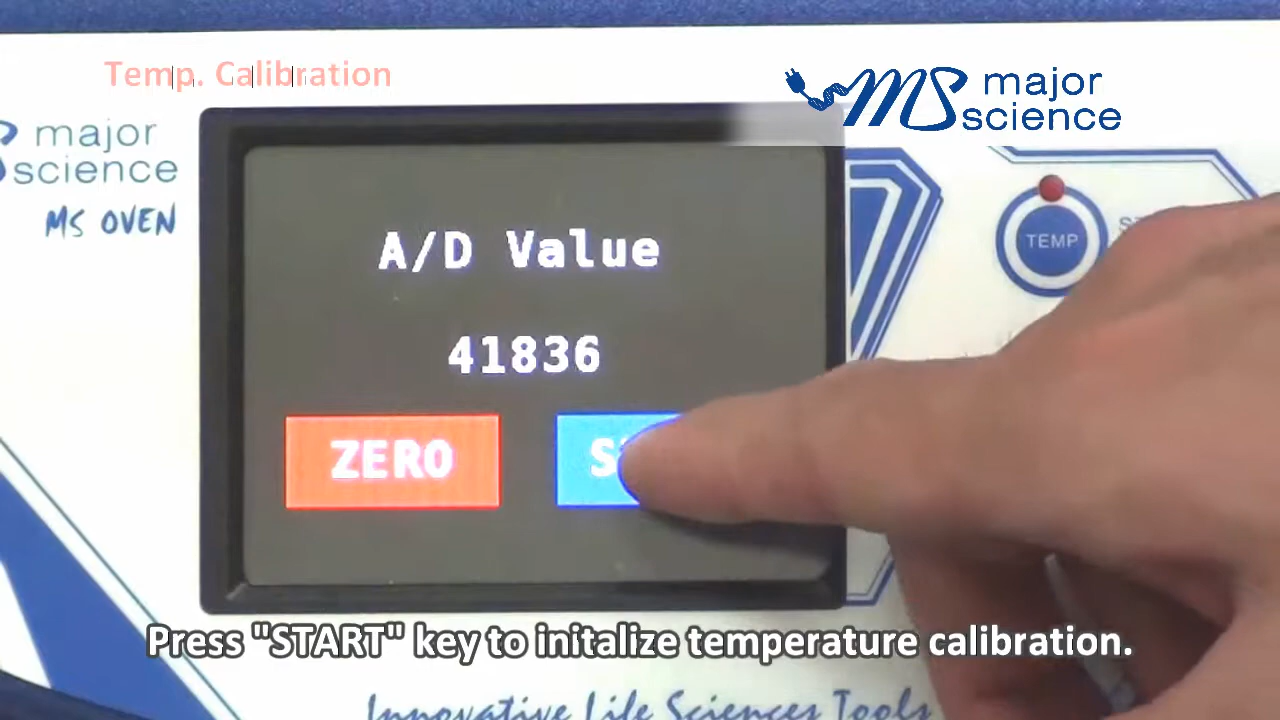 Temp. Calibration
MS major science
major science
MS OVEN
A/D Value
41836
ZERO
TEMP
Press "START" key to initalize temperature calibration.
Innovative Life Sciences Tools